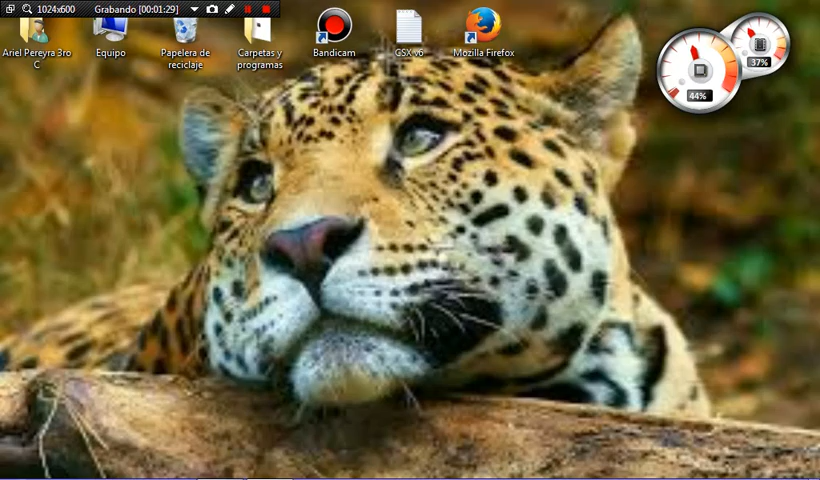 1024x600 Grabando [00:01:29]
Ariel Pereyra 3ro C
Equipo
Papelera de reciclaje
Carpetas y programas
Bandicam
CSX v6
Mozilla Firefox
44%
37%